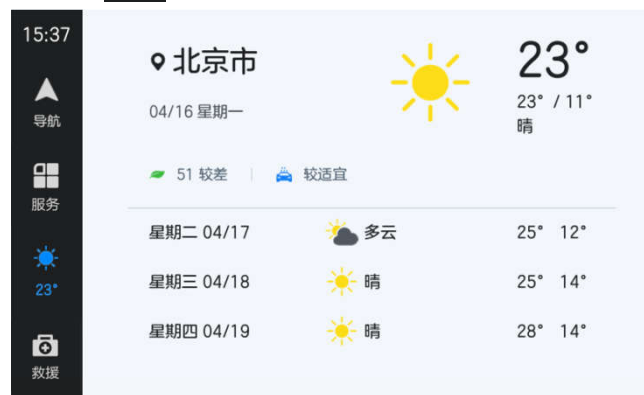 15:37
导航
服务
23°
救援
北京市
04/16 星期一
23°
23° / 11°
晴
51 较差 较适宜
星期二 04/17 多云 25° 12°
星期三 04/18 晴 25° 14°
星期四 04/19 晴 28° 14°